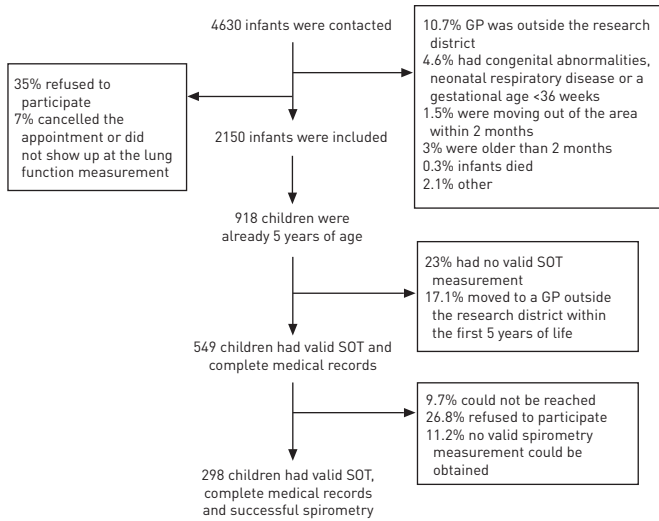 4630 infants were contacted
10.7% GP was outside the research
district
4.6% had congenital abnormalities,
neonatal respiratory disease or a
gestational age <36 weeks
1.5% were moving out of the area
within 2 months
3% were older than 2 months
0.3% infants died
2.1% other
35% refused to
participate
7% cancelled the
appointment or did
not show up at the lung
function measurement
2150 infants were included
918 children were
already 5 years of age
23% had no valid SOT
measurement
17.1% moved to a GP outside
the research district within
the first 5 years of life
549 children had valid SOT and
complete medical records
9.7% could not be reached
26.8% refused to participate
11.2% no valid spirometry
measurement could be
obtained
298 children had valid SOT,
complete medical records
and successful spirometry